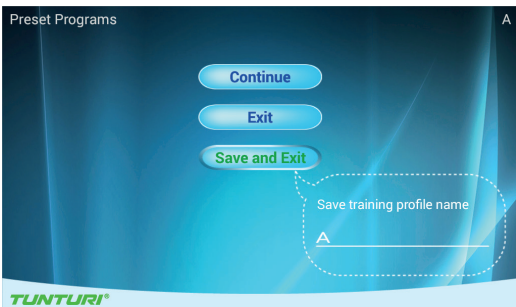 Preset Programs
A
Continue
Exit
Save and Exit
Save training profile name
A
TUNTURI®